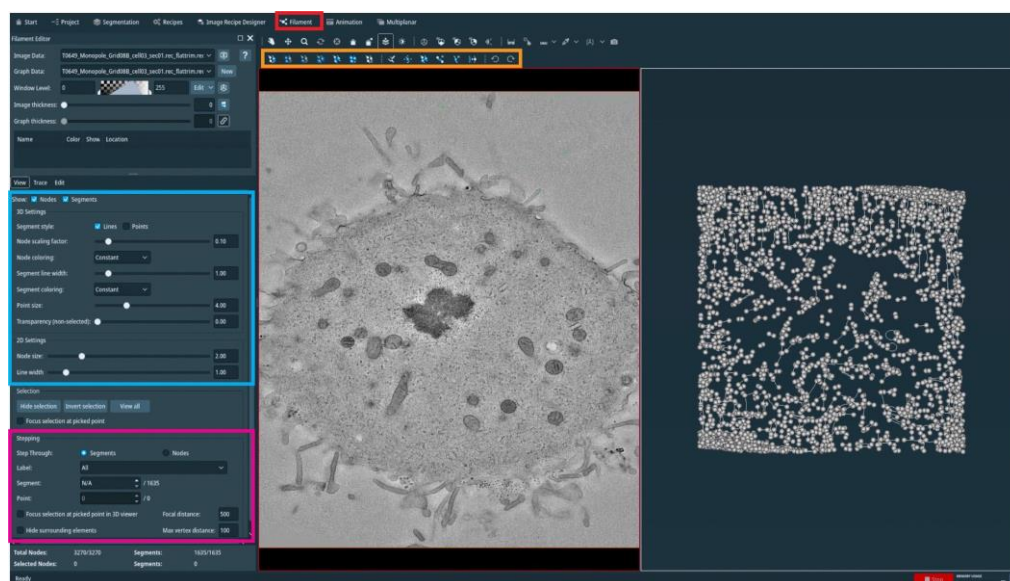 Start Project Segmentation Recipes Image Recipe Designer Filament Animation Multiplanar
Filament Editor
Image Data: T0649_Monopole_Grid08B_cell03_sec01.rec_flattrim.rec
Graph Data: T0649_Monopole_Grid08B_cell03_sec01.rec_flattrim.rec New
Window Level: 0 255 Edit
Image thickness: 0
Graph thickness: 0
Name Color Show Location
View Trace Edit
Show: Nodes Segments
3D Settings
Segment style: Lines Points
Node scaling factor: 0.10
Node coloring: Constant
Segment line width: 1.00
Segment coloring: Constant
Point size: 4.00
Transparency (non-selected): 0.00
2D Settings
Node size: 2.00
Line width: 1.00
Selection
Hide selection Invert selection View all
Focus selection at picked point
Stepping
Step Through: Segments Nodes
Label: All
Segment: N/A / 1635
Point: 0 / 0
Focus selection at picked point in 3D viewer Focal distance: 500
Hide surrounding elements Max vertex distance: 100
Total Nodes: 3270/3270 Segments: 1635/1635
Selected Nodes: 0 Segments: 0
Ready Stop MEMORY USAGE